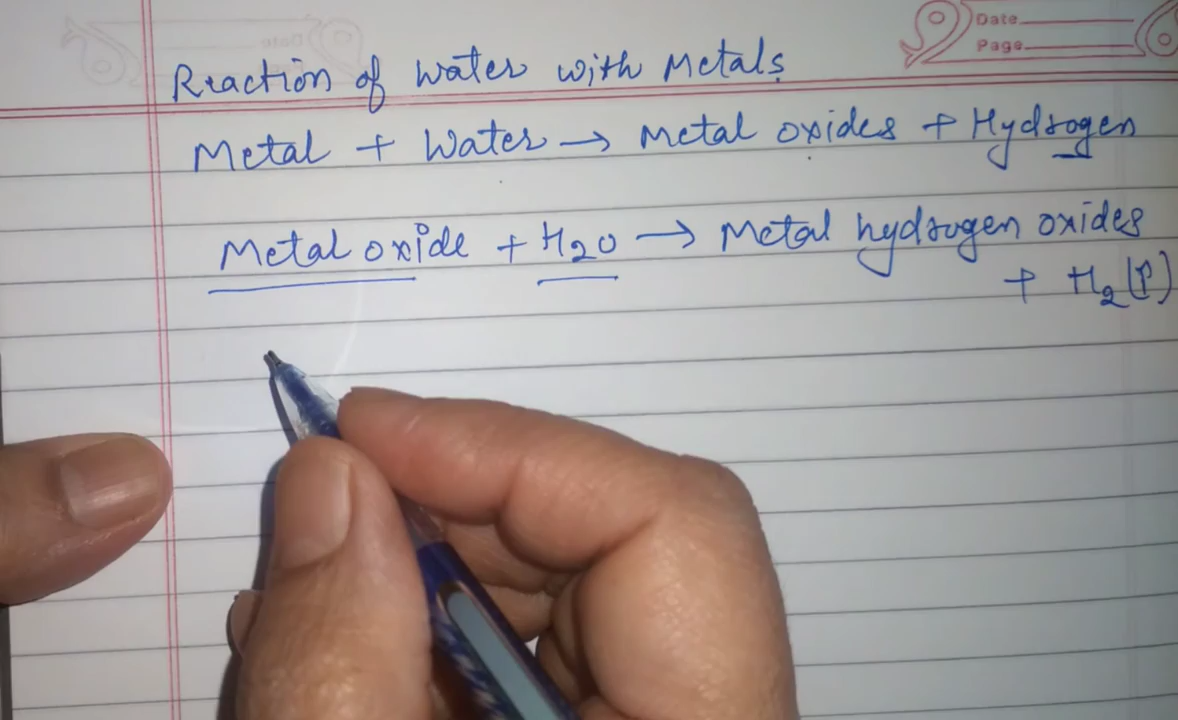 Date
Page
Reaction of water with Metals
Metal + Water → Metal oxides + Hydrogen
Metal oxide + H2O → Metal hydrogen oxides
+ H2(↑)